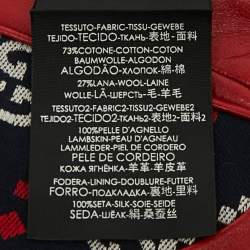 TESSUTO-FABRIC-TISSU-GEWEBE
TEJIDO-TECIDO-ТКАНЬ-表地-面料
73%COTONE-COTTON-COTON
BAUMWOLLE-ALGODÓN
ALGODÃO-ХЛОПОК-綿-棉
27%LANA-WOOL-LAINE
WOLLE-LÃ-ШЕРСТЬ-毛-羊毛
TESSUTO2-FABRIC2-TISSU2-GEWEBE2
TEJIDO2-TECIDO2-ТКАНЬ2-表地2-面料2
100%PELLE D'AGNELLO
LAMBSKIN-PEAU D'AGNEAU
LAMMLEDER-PIEL DE CORDERO
PELE DE CORDEIRO
КОЖА ЯГНЁНКА-羊革-羊皮革
FODERA-LINING-DOUBLURE-FUTTER
FORRO-ПОДКЛАДКА-裏地-里料
100%SETA-SILK-SOIE-SEIDE
SEDA-ШЁЛК-絹-桑蚕丝